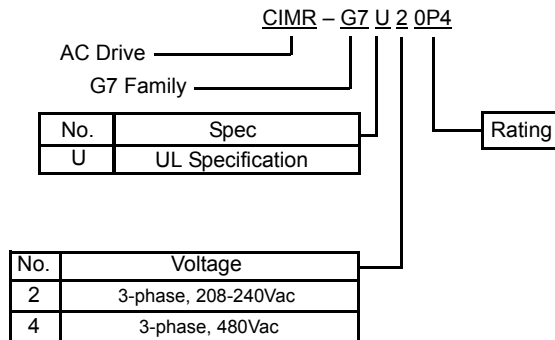 CIMR – G7 U 2 0P4
AC Drive
G7 Family
No. Spec
U UL Specification
Rating
No. Voltage
2 3-phase, 208-240Vac
4 3-phase, 480Vac